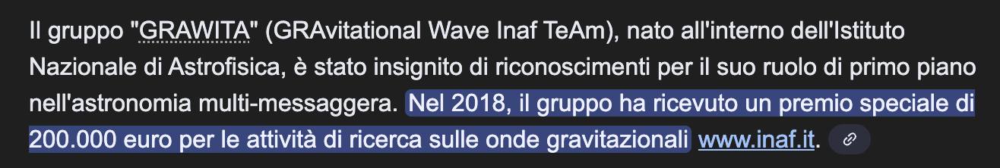 Il gruppo "GRAWITA" (GRAvitational Wave Inaf TeAm), nato all'interno dell'Istituto
Nazionale di Astrofisica, è stato insignito di riconoscimenti per il suo ruolo di primo piano
nell'astronomia multi-messaggera. Nel 2018, il gruppo ha ricevuto un premio speciale di
200.000 euro per le attività di ricerca sulle onde gravitazionali www.inaf.it.